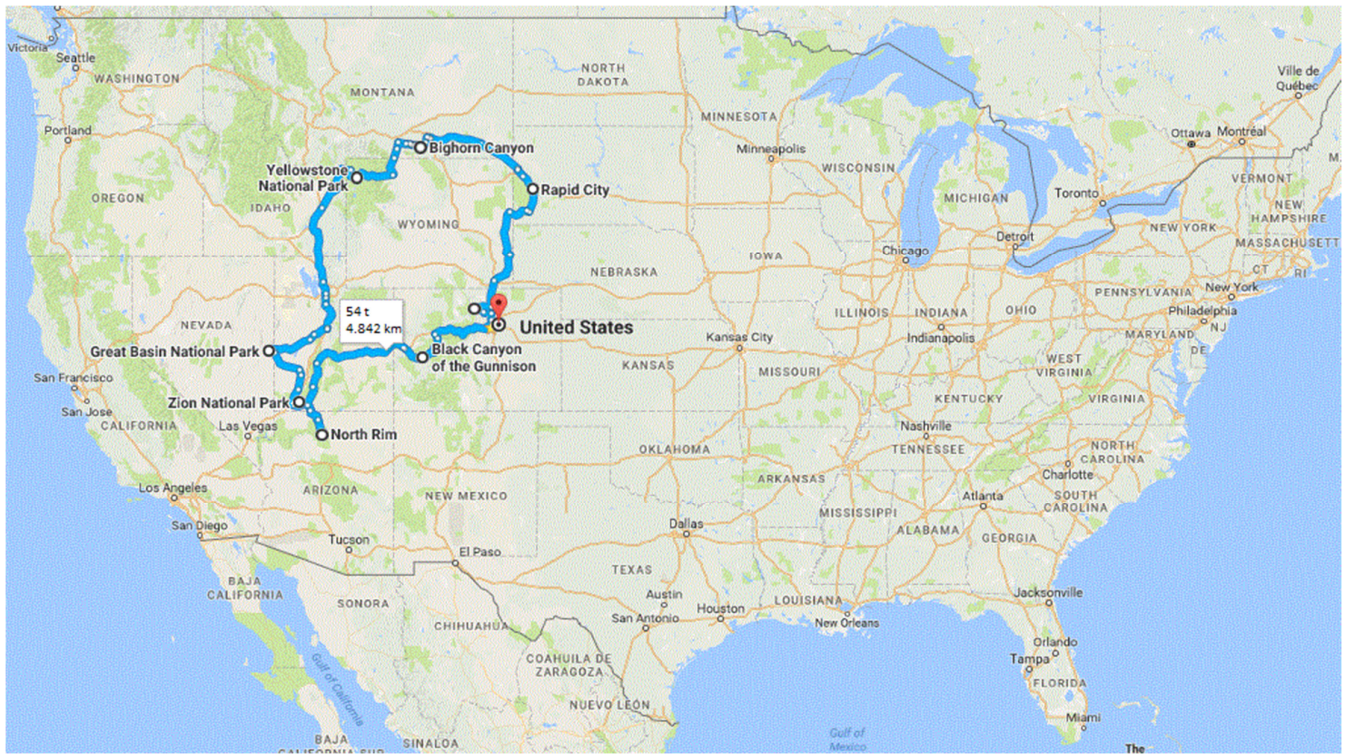 Victoria
Seattle
WASHINGTON
MONTANA
NORTH
DAKOTA
MINNESOTA
Ville de
Québec
Portland
Ottawa
Montréal
Minneapolis
Bighorn Canyon
WISCONSIN
Yellowstone
National Park
Rapid City
OREGON
IDAHO
WYOMING
MICHIGAN
Toronto
VERMONT
NEW
HAMPSHIRE
NEW YORK
MASSACHUSETT
Detroit
Chicago
IOWA
NEBRASKA
CT
RI
PENNSYLVANIA
New York
54 t
4.842 km
NEVADA
United States
ILLINOIS
INDIANA
OHIO
Philadelphia
NJ
MARYLAND
DE
Indianapolis
Kansas City
Great Basin National Park
Black Canyon
of the Gunnison
KANSAS
MISSOURI
WEST
VIRGINIA
San Francisco
San Jose
Zion National Park
KENTUCKY
VIRGINIA
CALIFORNIA
Las Vegas
North Rim
Nashville
TENNESSEE
OKLAHOMA
NORTH
CAROLINA
Charlotte
Los Angeles
ARIZONA
NEW MEXICO
ARKANSAS
Atlanta
SOUTH
CAROLINA
San Diego
Dallas
MISSISSIPPI
ALABAMA
GEORGIA
Tucson
El Paso
TEXAS
BAJA
CALIFORNIA
SONORA
Austin
San Antonio
Houston
LOUISIANA
New Orleans
Jacksonville
CHIHUAHUA
Gulf of California
COAHUILA DE
ZARAGOZA
Orlando
Tampa
FLORIDA
NUEVO LEÓN
Miami
BAJA
CALIFORNIA SUR
SINALOA
Gulf of
Mexico
The